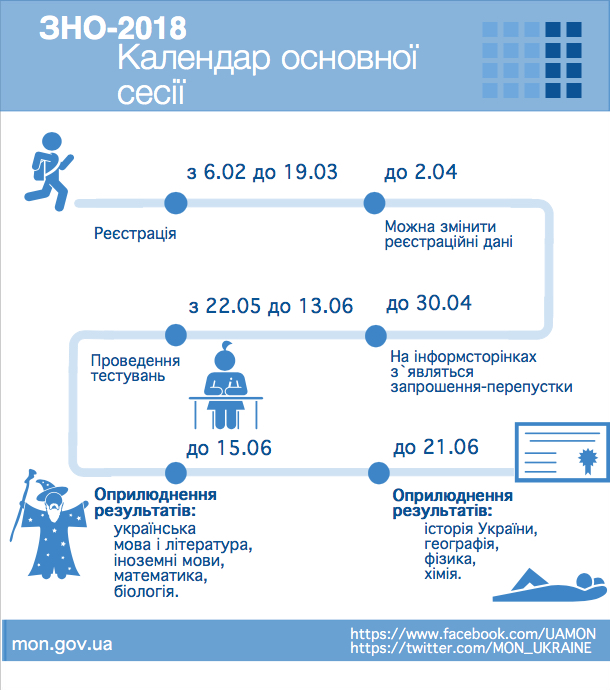 ЗНО-2018
Календар основної
сесії
з 6.02 до 19.03
до 2.04
Реєстрація
Можна змінити
реєстраційні дані
з 22.05 до 13.06
до 30.04
Проведення
тестувань
На інформсторінках
з`являться
запрошення-перепустки
до 15.06
до 21.06
Оприлюднення
результатів:
українська
мова і література,
іноземні мови,
математика,
біологія.
Оприлюднення
результатів:
історія України,
географія,
фізика,
хімія.
mon.gov.ua
https://www.facebook.com/UAMON
https://twitter.com/MON_UKRAINE